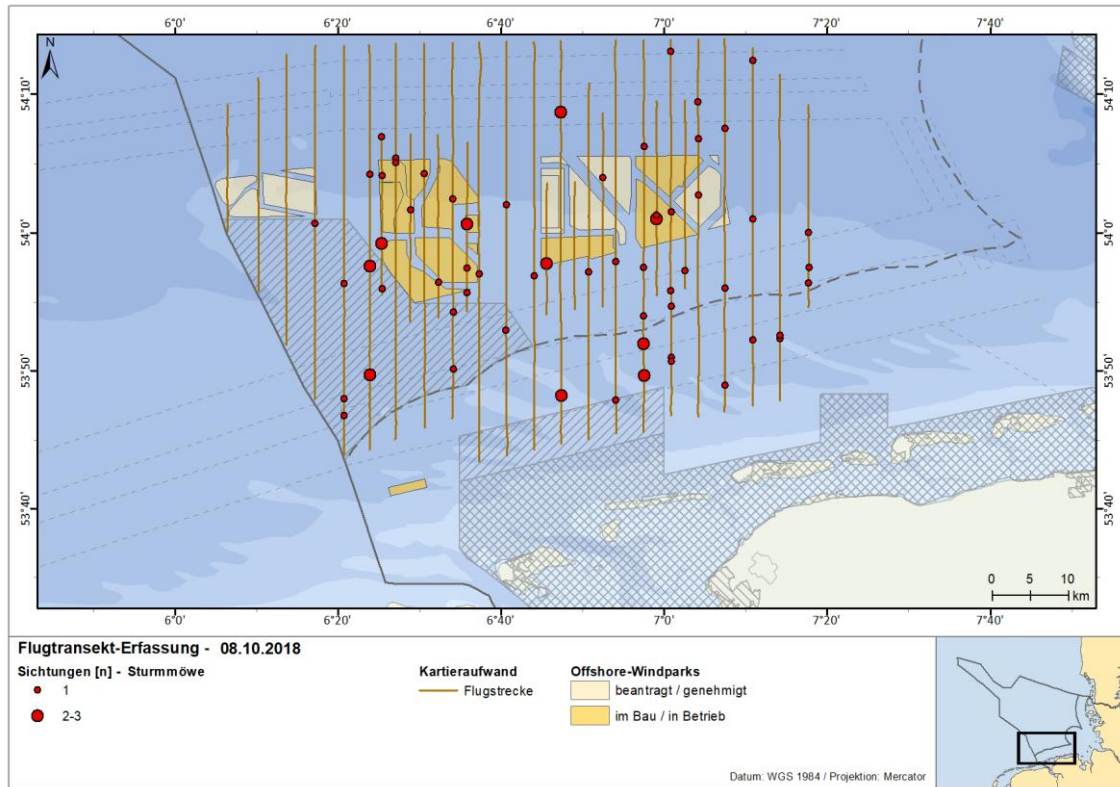 6°0' 6°20' 6°40' 7°0' 7°20' 7°40'
N
54°10' 54°10'
54°0' 54°0'
53°50' 53°50'
53°40' 53°40'
0 5 10
km
6°0' 6°20' 6°40' 7°0' 7°20' 7°40'
Flugtransekt-Erfassung - 08.10.2018
Sichtungen [n] - Sturmmöwe Kartieraufwand Offshore-Windparks
1 Flugstrecke beantragt / genehmigt
2-3 im Bau / in Betrieb
Datum: WGS 1984 / Projektion: Mercator